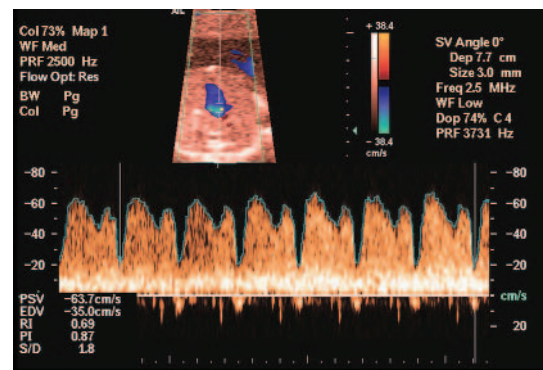 Col 73% Map 1
WF Med
PRF 2500 Hz
Flow Opt: Res
BW Pg
Col Pg
+ 38.4
- 38.4
cm/s
SV Angle 0°
Dep 7.7 cm
Size 3.0 mm
Freq 2.5 MHz
WF Low
Dop 74% C 4
PRF 3731 Hz
-80 -80
-60 -60
-40 -40
-20 -20
cm/s
20
PSV -63.7cm/s
EDV -35.0cm/s
RI 0.69
PI 0.87
S/D 1.8